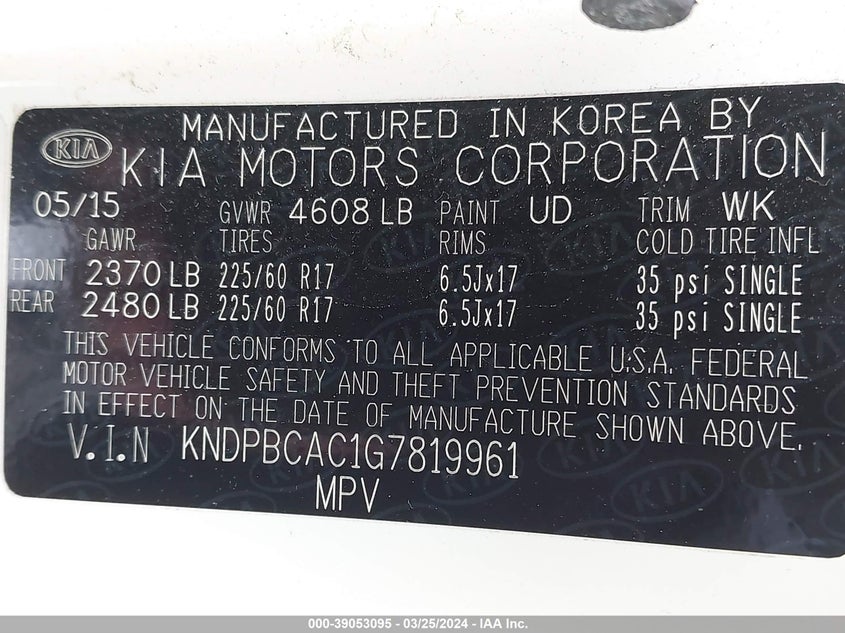 MANUFACTURED IN KOREA BY
KIA KIA MOTORS CORPORATION
05/15 GVWR 4608 LB PAINT UD TRIM WK
GAWR. TIRES RIMS COLD TIRE INFL
FRONT 2370 LB 225/60 R17 6.5Jx17 35 psi SINGLE
REAR 2480 LB 225/60 R17 6.5Jx17 35 psi SINGLE
THIS VEHICLE CONFORMS TO ALL APPLICABLE U.S.A. FEDERAL
MOTOR VEHICLE SAFETY AND THEFT PREVENTION STANDARDS
IN EFFECT ON THE DATE OF MANUFACTURE SHOWN ABOVE.
V.I.N KNDPBCAC1G7819961
MPV
000-39053095 - 03/25/2024 - IAA Inc.